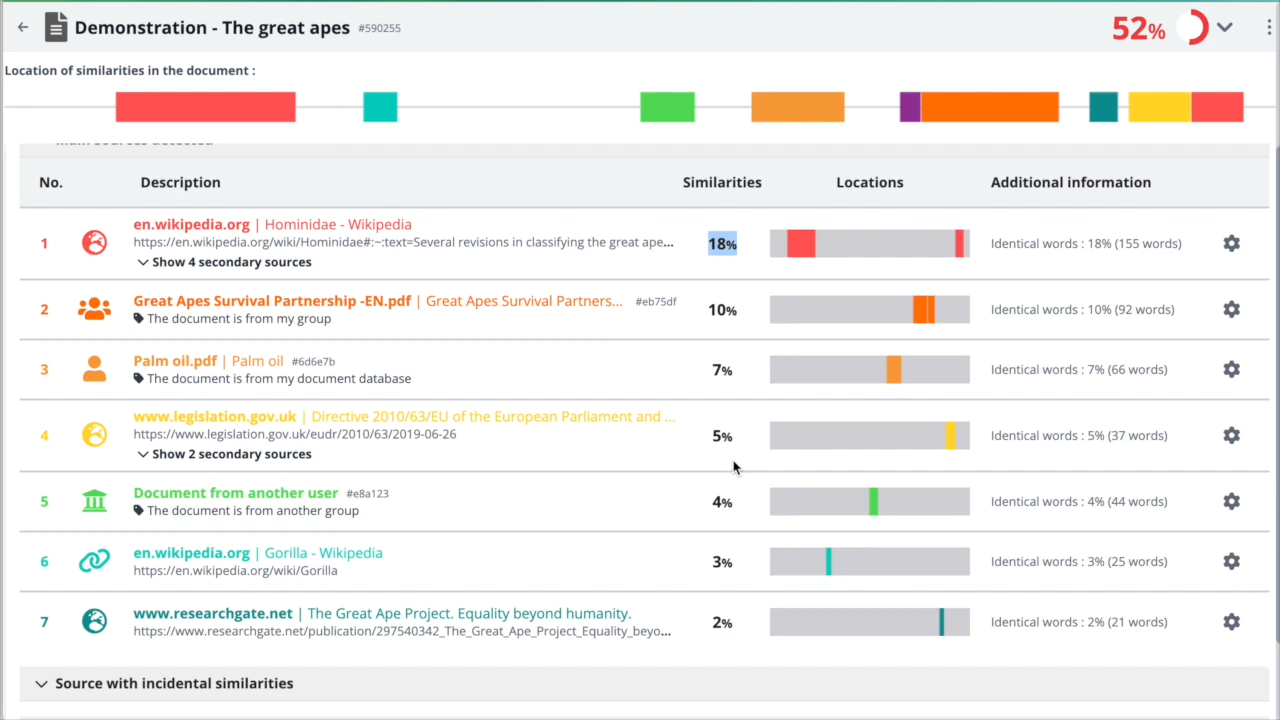 Demonstration - The great apes #590255 52%
Location of similarities in the document :
Main sources detected
No. Description Similarities Locations Additional information
1 en.wikipedia.org | Hominidae - Wikipedia
https://en.wikipedia.org/wiki/Hominidae#:~:text=Several revisions in classifying the great ape... 18% Identical words : 18% (155 words)
Show 4 secondary sources
2 Great Apes Survival Partnership -EN.pdf | Great Apes Survival Partners... #eb75df 10% Identical words : 10% (92 words)
The document is from my group
3 Palm oil.pdf | Palm oil #6d6e7b 7% Identical words : 7% (66 words)
The document is from my document database
4 www.legislation.gov.uk | Directive 2010/63/EU of the European Parliament and ...
https://www.legislation.gov.uk/eudr/2010/63/2019-06-26 5% Identical words : 5% (37 words)
Show 2 secondary sources
5 Document from another user #e8a123 4% Identical words : 4% (44 words)
The document is from another group
6 en.wikipedia.org | Gorilla - Wikipedia 3% Identical words : 3% (25 words)
https://en.wikipedia.org/wiki/Gorilla
7 www.researchgate.net | The Great Ape Project. Equality beyond humanity. 2% Identical words : 2% (21 words)
https://www.researchgate.net/publication/297540342_The_Great_Ape_Project_Equality_beyo...
Source with incidental similarities